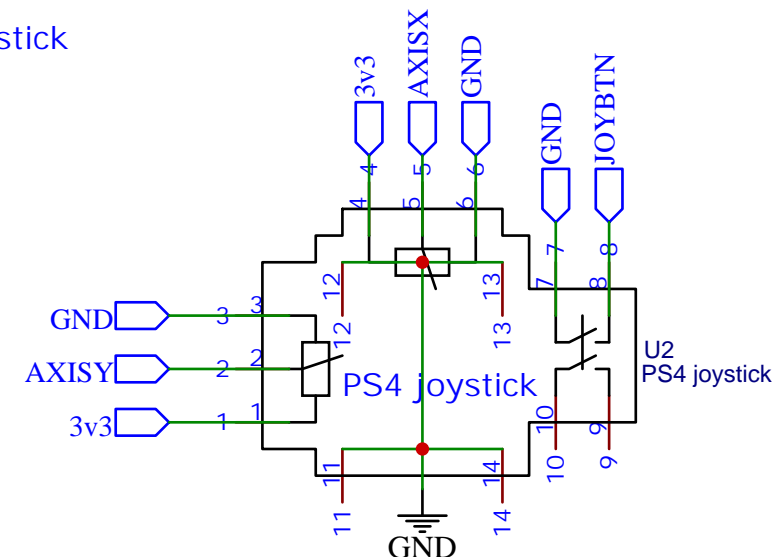 stick
3v3
AXISX
GND
GND
JOYBTN
4
5
6
7
8
4
5
6
7
8
12
13
12
13
GND
3
3
AXISY
2
2
3v3
1
1
PS4 joystick
U2
PS4 joystick
10
9
10
9
11
14
11
14
GND